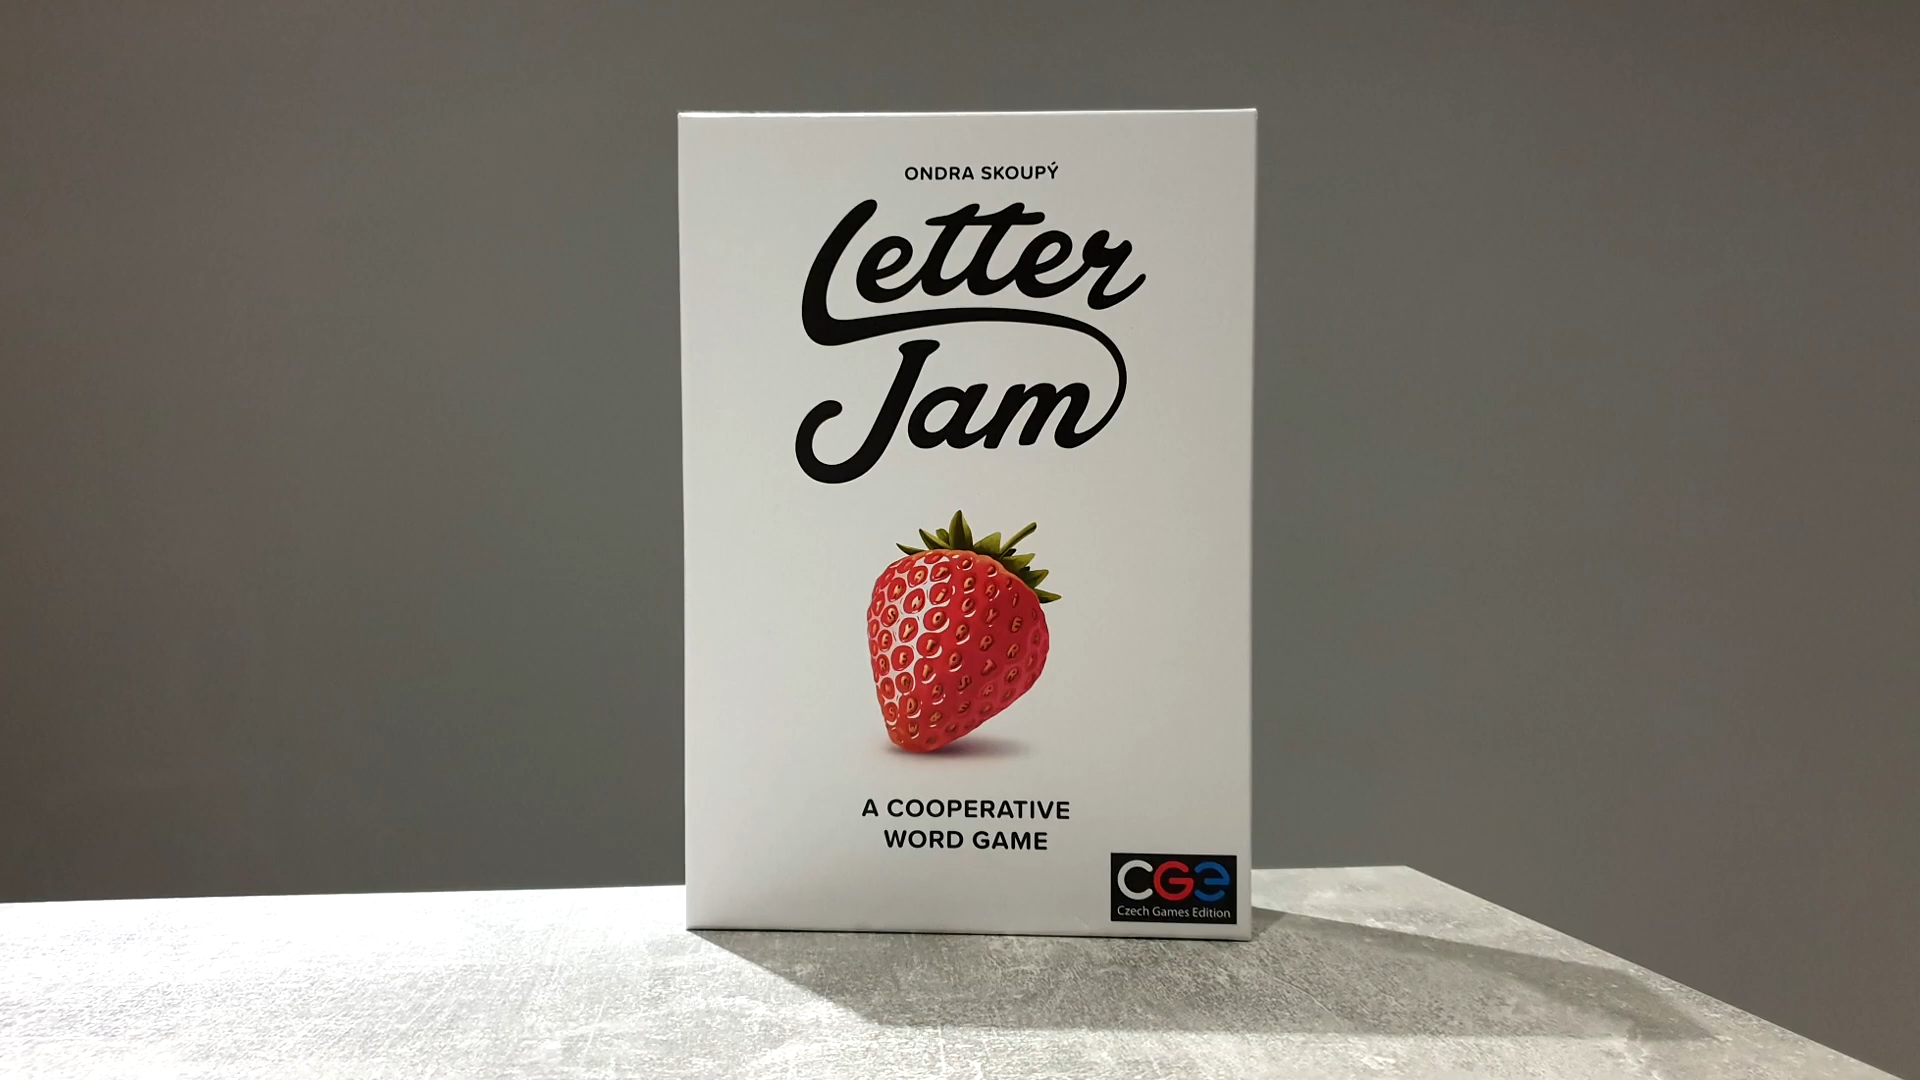 ONDRA SKOUPÝ
Letter
Jam
A COOPERATIVE
WORD GAME
CGE
Czech Games Edition